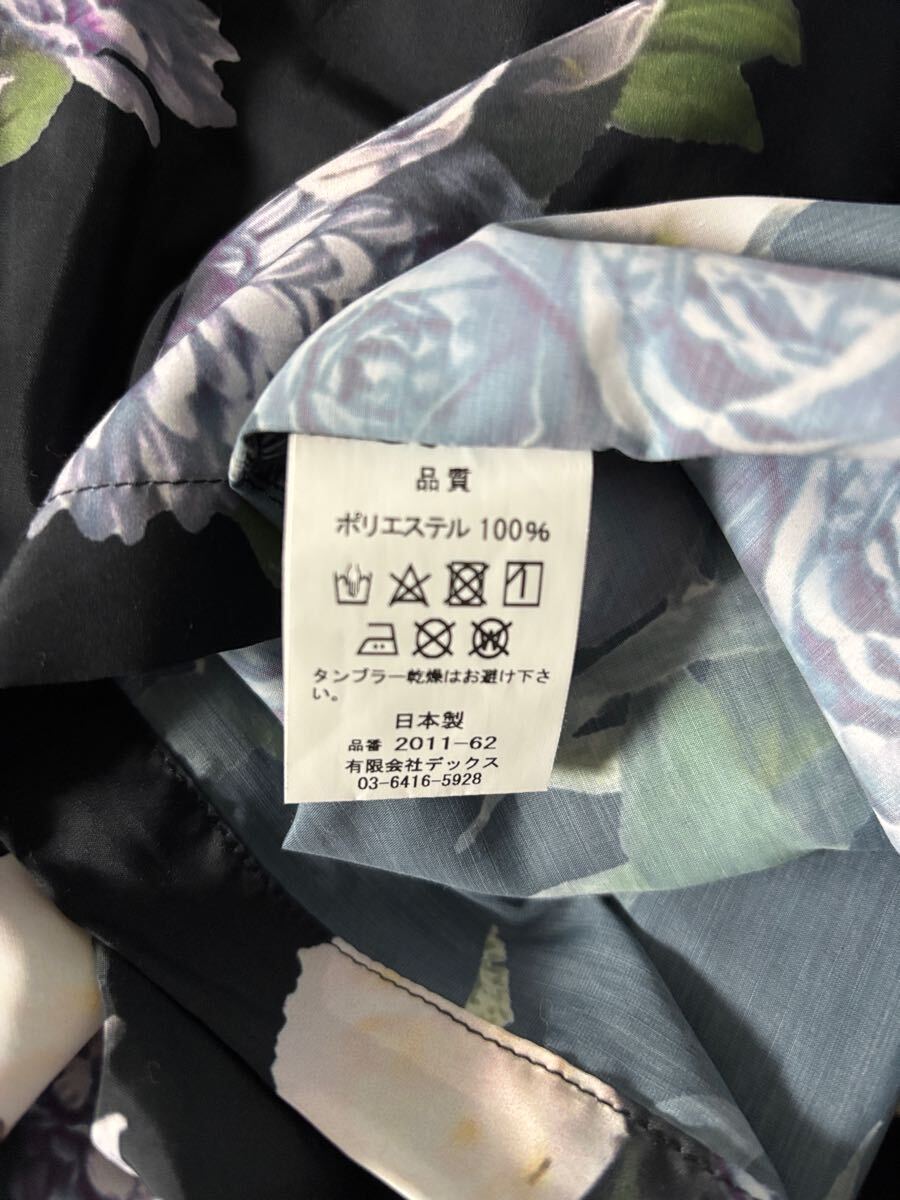 品質
ポリエステル 100%
W
タンブラー乾燥はお避け下さ
い。
日本製
品番 2011-62
有限会社デックス
03-6416-5928